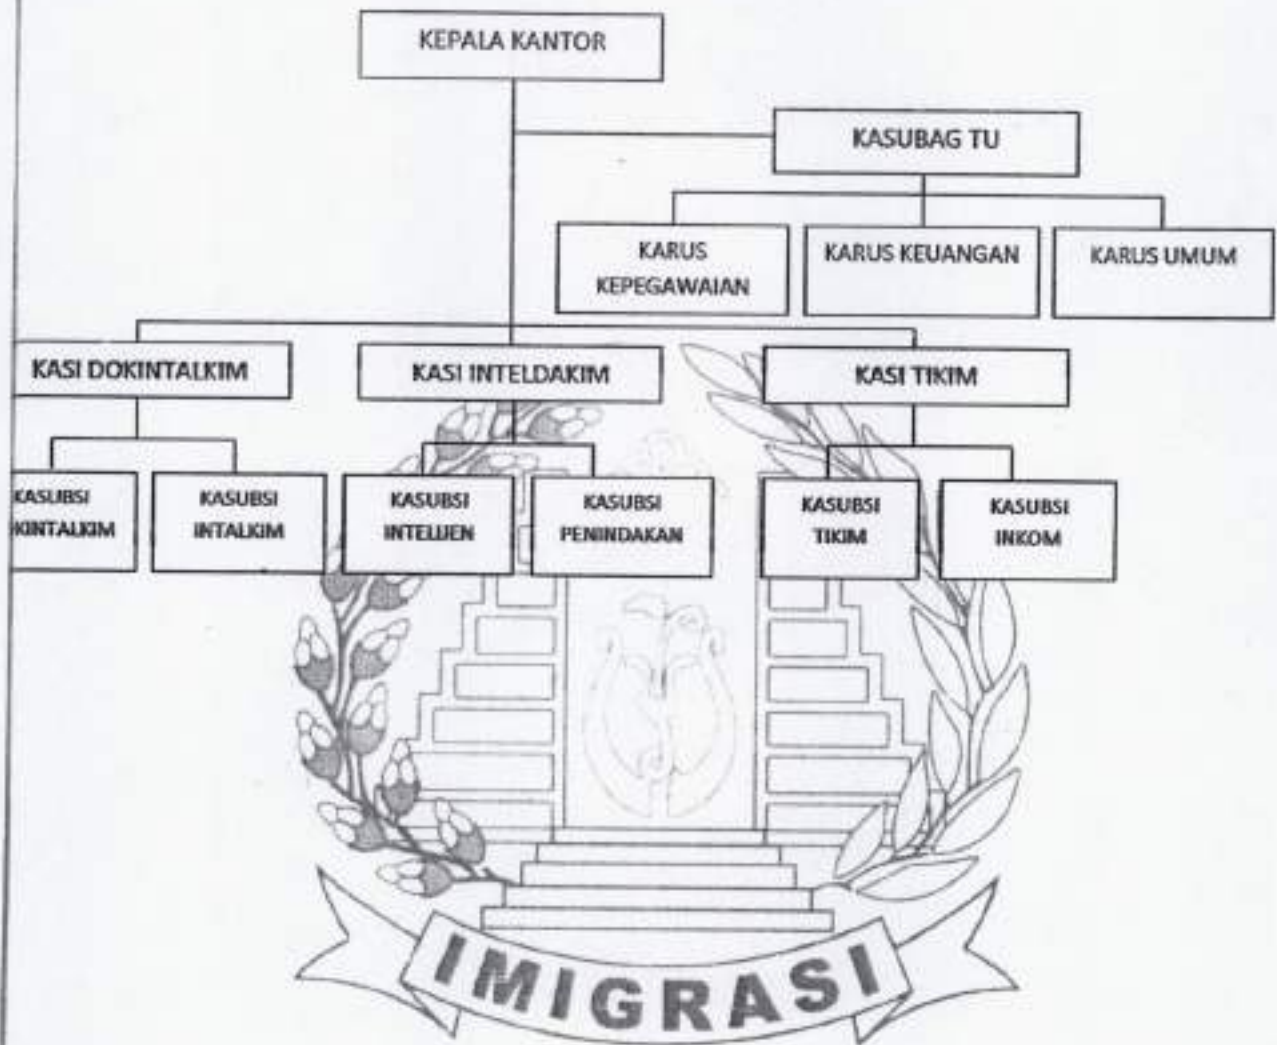 KEPALA KANTOR
KASUBAG TU
KARUS
KEPEGAWAIAN
KARUS KEUANGAN
KARUS UMUM
KASI DOKINTALKIM
KASI INTELDAKIM
KASI TIKIM
KASUBSI
KINTALKIM
KASUBSI
INTALKIM
KASUBSI
INTELIJEN
KASUBSI
PENINDAKAN
KASUBSI
TIKIM
KASUBSI
INKOM
IMIGRASI